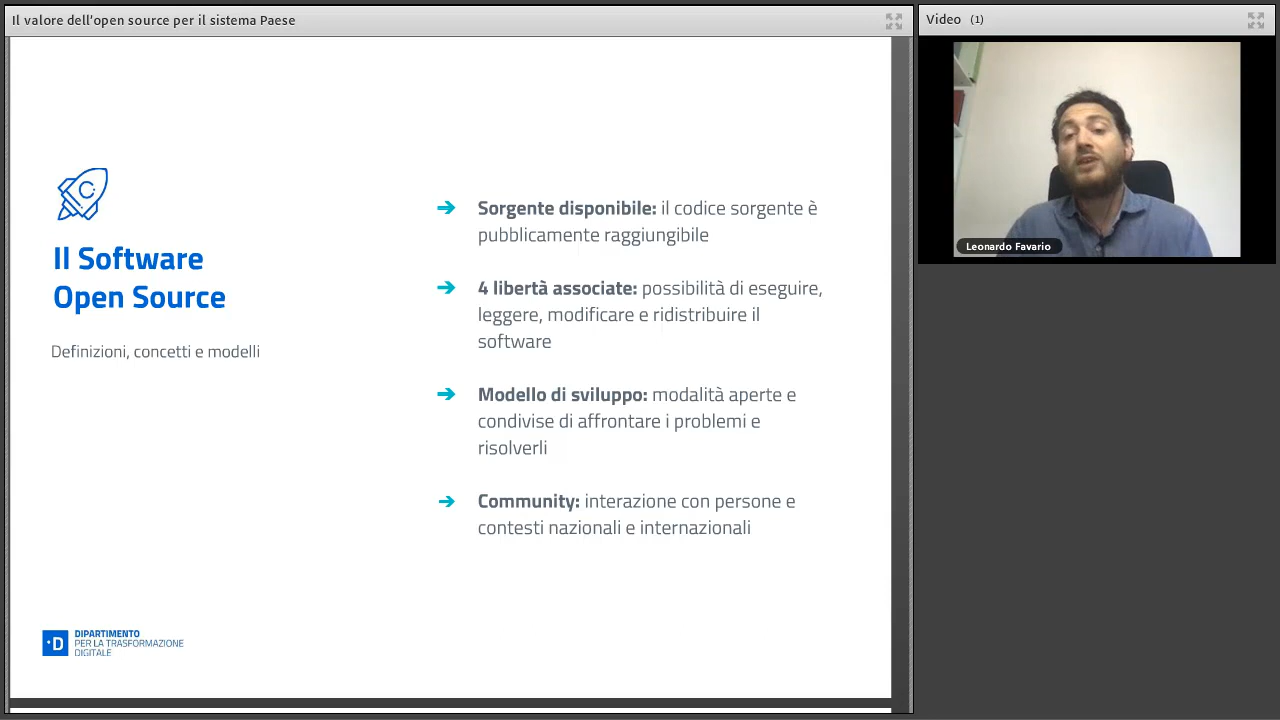 Il valore dell'open source per il sistema Paese
Video (1)
Leonardo Favario
Il Software
Open Source
Definizioni, concetti e modelli
➔ Sorgente disponibile: il codice sorgente è
pubblicamente raggiungibile
➔ 4 libertà associate: possibilità di eseguire,
leggere, modificare e ridistribuire il
software
➔ Modello di sviluppo: modalità aperte e
condivise di affrontare i problemi e
risolverli
➔ Community: interazione con persone e
contesti nazionali e internazionali
D DIPARTIMENTO
PER LA TRASFORMAZIONE
DIGITALE